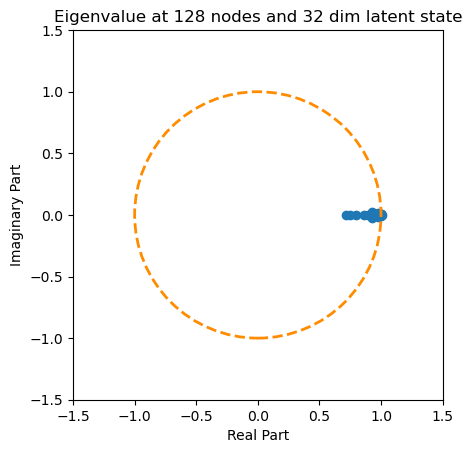 Eigenvalue at 128 nodes and 32 dim latent state
1.5
1.0
0.5
0.0
−0.5
−1.0
−1.5
Imaginary Part
−1.5 −1.0 −0.5 0.0 0.5 1.0 1.5
Real Part